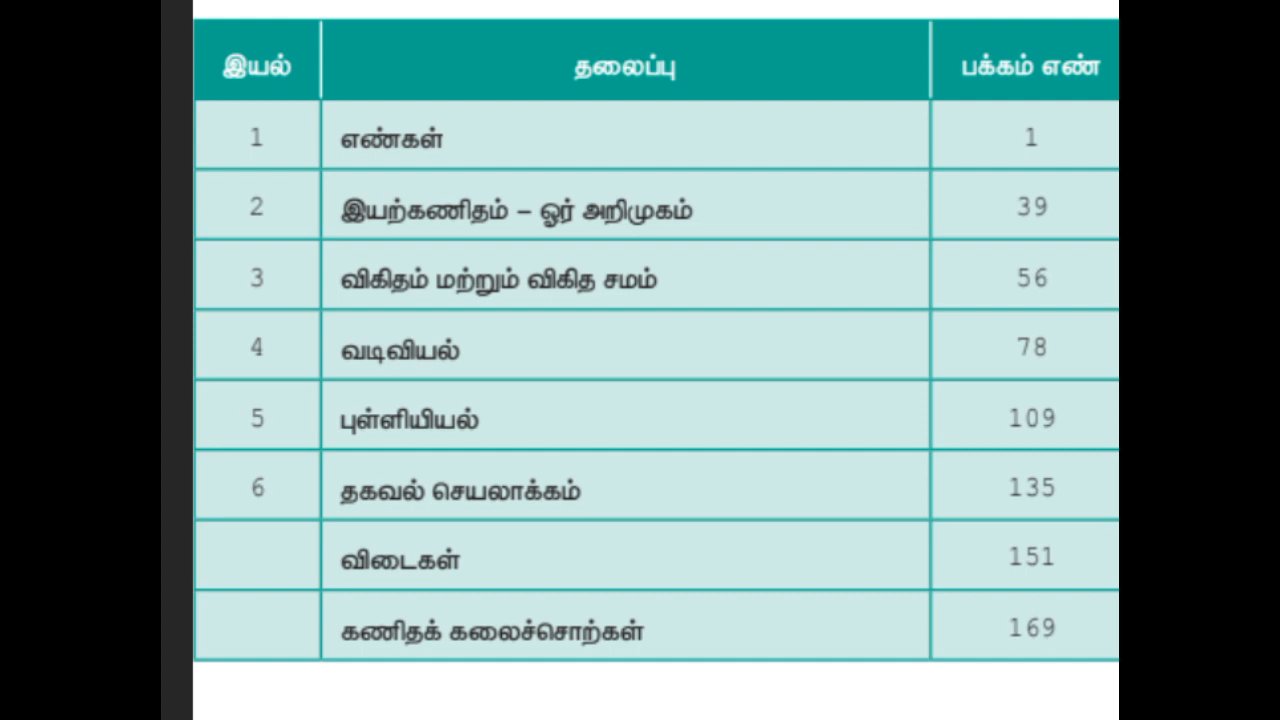 இயல் தலைப்பு பக்கம் எண்
1 எண்கள் 1
2 இயற்கணிதம் – ஓர் அறிமுகம் 39
3 விகிதம் மற்றும் விகித சமம் 56
4 வடிவியல் 78
5 புள்ளியியல் 109
6 தகவல் செயலாக்கம் 135
விடைகள் 151
கணிதக் கலைச்சொற்கள் 169